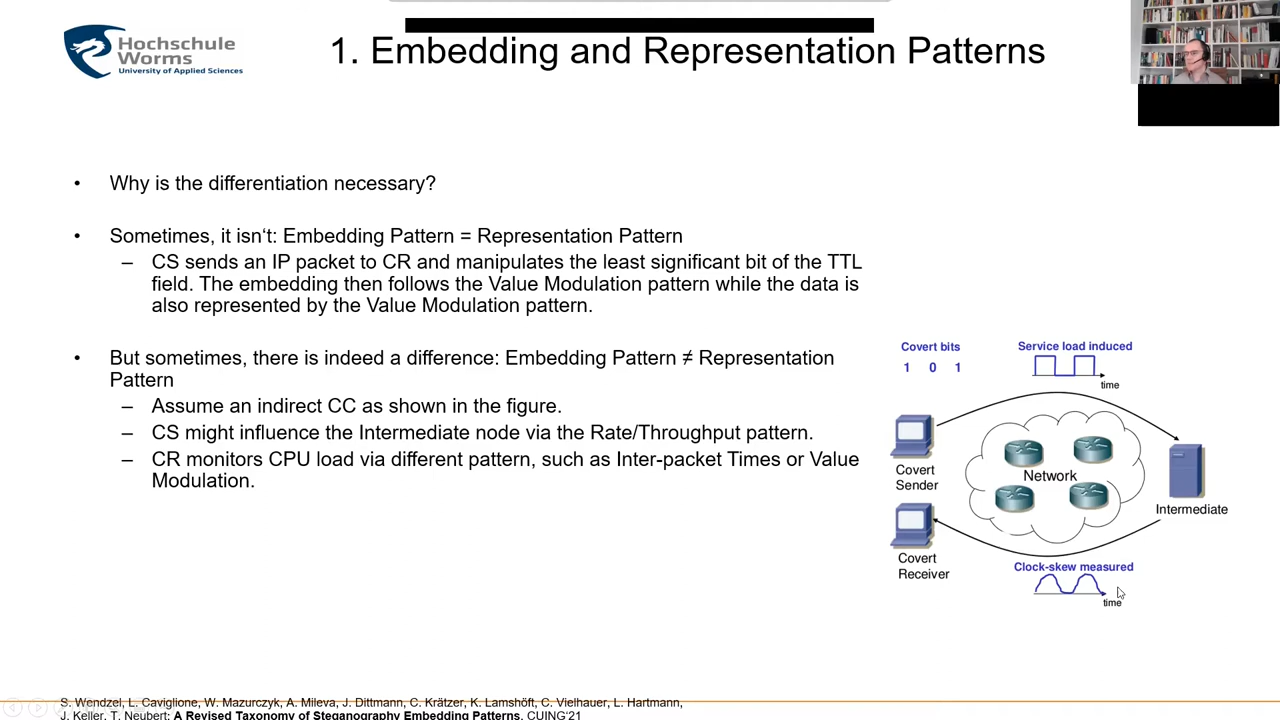 Hochschule
Worms
University of Applied Sciences
1. Embedding and Representation Patterns
• Why is the differentiation necessary?
• Sometimes, it isn‘t: Embedding Pattern = Representation Pattern
– CS sends an IP packet to CR and manipulates the least significant bit of the TTL
field. The embedding then follows the Value Modulation pattern while the data is
also represented by the Value Modulation pattern.
• But sometimes, there is indeed a difference: Embedding Pattern ≠ Representation
Pattern
– Assume an indirect CC as shown in the figure.
– CS might influence the Intermediate node via the Rate/Throughput pattern.
– CR monitors CPU load via different pattern, such as Inter-packet Times or Value
Modulation.
Covert bits
1 0 1
Service load induced
time
Covert
Sender
Network
Intermediate
Covert
Receiver
Clock-skew measured
time
S. Wendzel, L. Caviglione, W. Mazurczyk, A. Mileva, J. Dittmann, C. Krätzer, K. Lamshöft, C. Vielhauer, L. Hartmann,
J. Keller, T. Neubert: A Revised Taxonomy of Steganography Embedding Patterns, CUING‘21